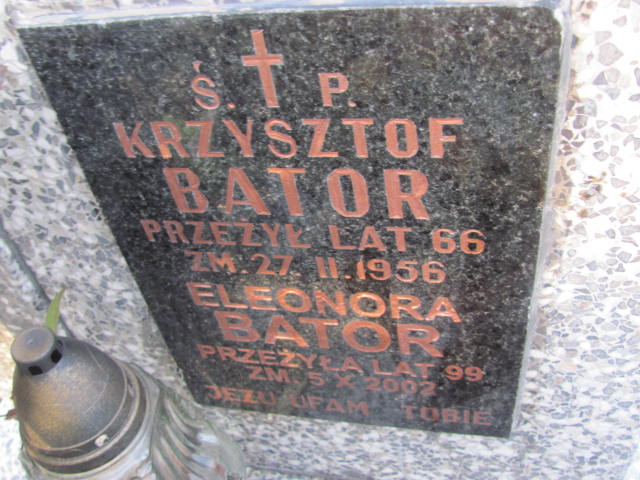 Ś. P.
KRZYSZTOF
BATOR
PRZEŻYŁ LAT 66
ZM. 27. II. 1956
ELEONORA
BATOR
PRZEŻYŁA LAT 99
ZM. 5 X 2002
JEZU UFAM TOBIE